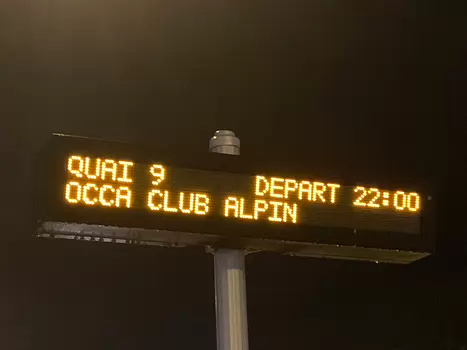 QUAI 9 DEPART 22:00
OCCA CLUB ALPIN